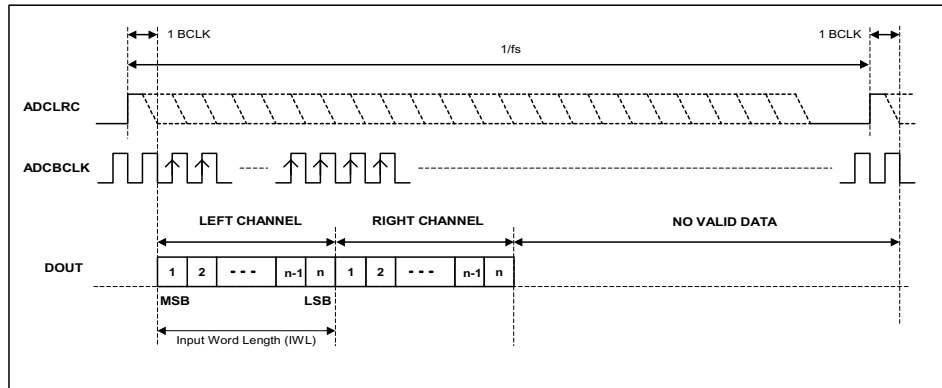 1 BCLK 1 BCLK
1/fs
ADCLRC
ADCBCLK
LEFT CHANNEL RIGHT CHANNEL NO VALID DATA
DOUT 1 2 - - - n-1 n 1 2 - - - n-1 n
MSB LSB
Input Word Length (IWL)